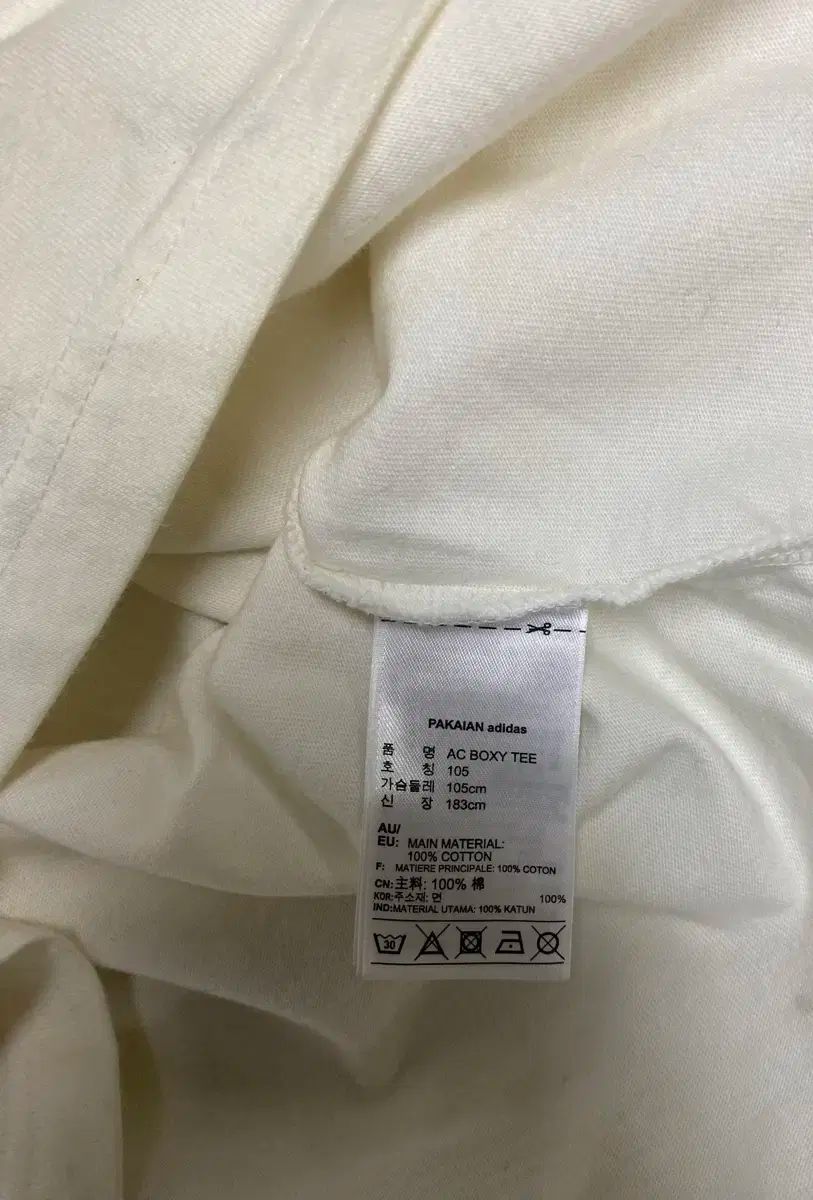 PAKAIAN adidas
품 명 AC BOXY TEE
호 칭 105
가슴둘레 105cm
신 장 183cm
AU/
EU: MAIN MATERIAL:
100% COTTON
F: MATIERE PRINCIPALE: 100% COTON
CN: 主料: 100% 棉
KOR: 주소재: 면 100%
IND: MATERIAL UTAMA: 100% KATUN
30